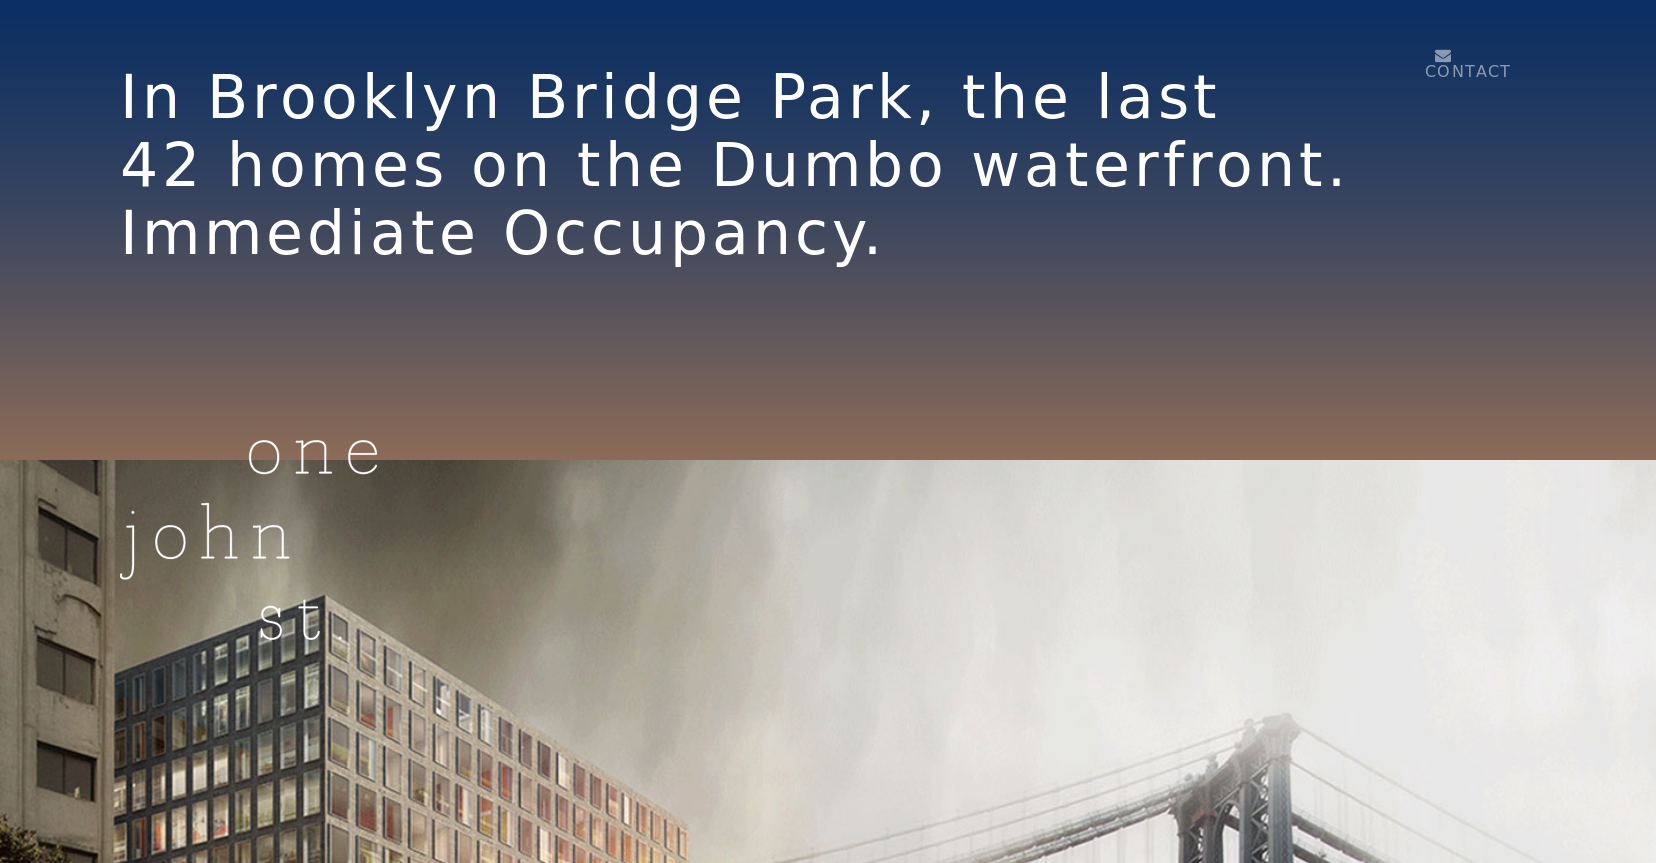 CONTACT
In Brooklyn Bridge Park, the last
42 homes on the Dumbo waterfront.
Immediate Occupancy.
one
john
st.